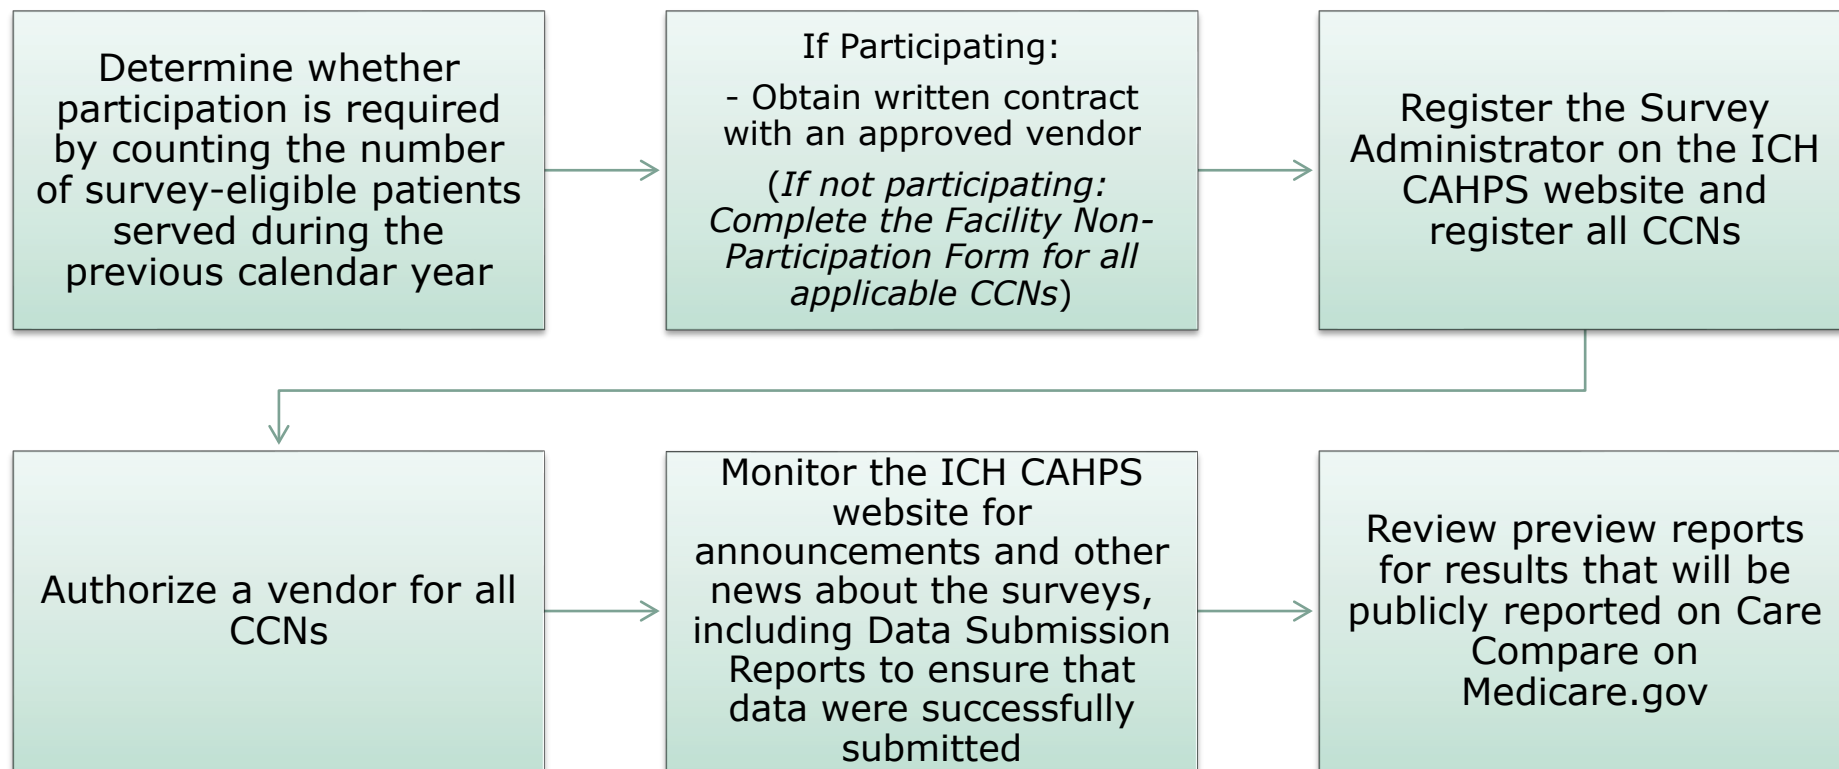 Determine whether
participation is required
by counting the number
of survey-eligible patients
served during the
previous calendar year
If Participating:
- Obtain written contract
with an approved vendor
(If not participating:
Complete the Facility Non-
Participation Form for all
applicable CCNs)
Register the Survey
Administrator on the ICH
CAHPS website and
register all CCNs
Authorize a vendor for all
CCNs
Monitor the ICH CAHPS
website for
announcements and other
news about the surveys,
including Data Submission
Reports to ensure that
data were successfully
submitted
Review preview reports
for results that will be
publicly reported on Care
Compare on
Medicare.gov